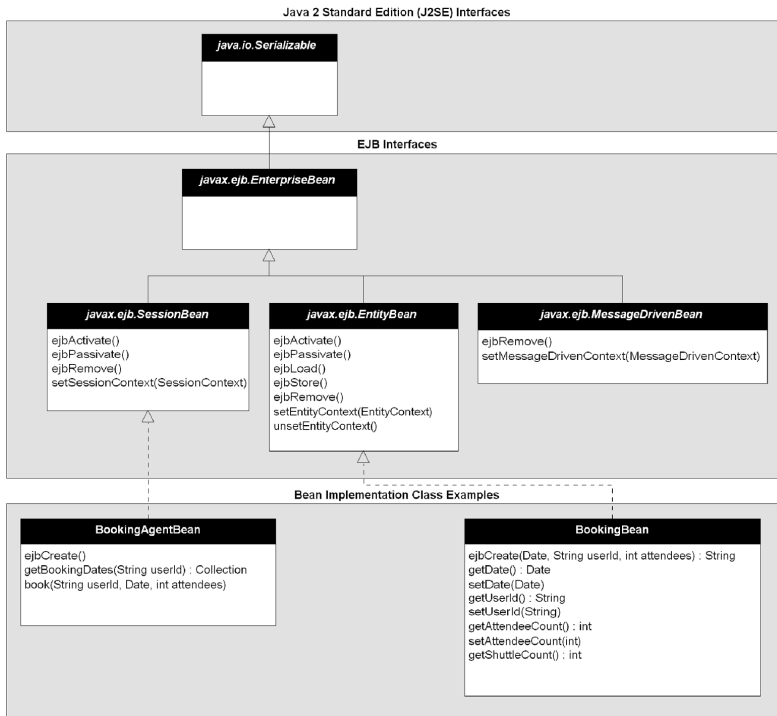 Java 2 Standard Edition (J2SE) Interfaces
java.io.Serializable
EJB Interfaces
javax.ejb.EnterpriseBean
javax.ejb.SessionBean
ejbActivate()
ejbPassivate()
ejbRemove()
setSessionContext(SessionContext)
javax.ejb.EntityBean
ejbActivate()
ejbPassivate()
ejbLoad()
ejbStore()
ejbRemove()
setEntityContext(EntityContext)
unsetEntityContext()
javax.ejb.MessageDrivenBean
ejbRemove()
setMessageDrivenContext(MessageDrivenContext)
Bean Implementation Class Examples
BookingAgentBean
ejbCreate()
getBookingDates(String userId) : Collection
book(String userId, Date, int attendees)
BookingBean
ejbCreate(Date, String userId, int attendees) : String
getDate() : Date
setDate(Date)
getUserId() : String
setUserId(String)
getAttendeeCount() : int
setAttendeeCount(int)
getShuttleCount() : int